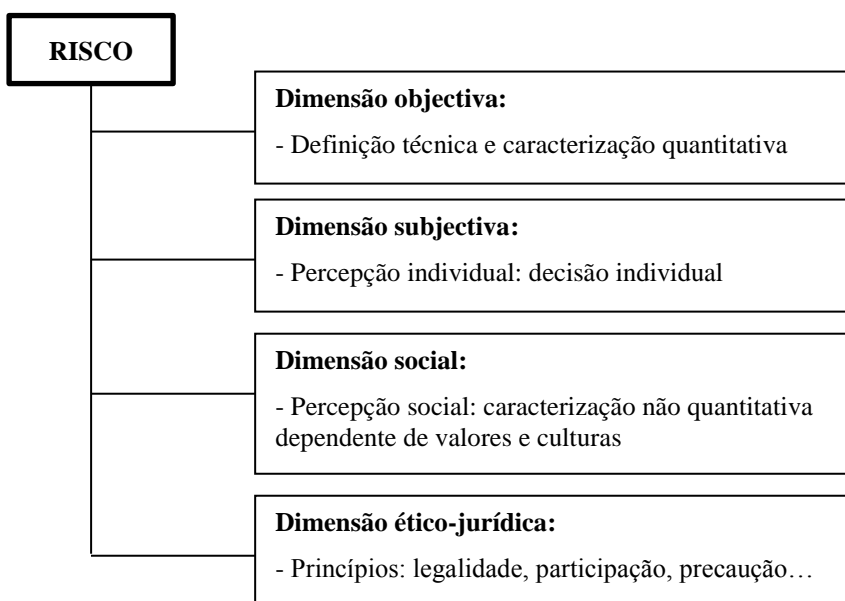 RISCO
Dimensão objectiva:
- Definição técnica e caracterização quantitativa
Dimensão subjectiva:
- Percepção individual: decisão individual
Dimensão social:
- Percepção social: caracterização não quantitativa
dependente de valores e culturas
Dimensão ético-jurídica:
- Princípios: legalidade, participação, precaução…